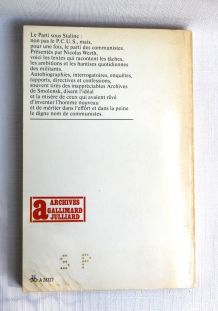 Le Parti sous Staline :
non pas le P.C.U.S., mais,
pour une fois, le parti des communistes.
Présentés par Nicolas Werth,
voici les textes qui racontent les tâches,
les ambitions et les hantises quotidiennes
des militants.
Autobiographies, interrogatoires, enquêtes,
rapports, directives et confessions,
souvent tirés des inappréciables Archives
de Smolensk, disent l'idéal
et la misère de ceux qui avaient rêvé
d'inventer l'homme nouveau
et de mériter dans l'effort et dans la peine
le digne nom de communistes.
a
ARCHIVES
GALLIMARD
JULLIARD
SP